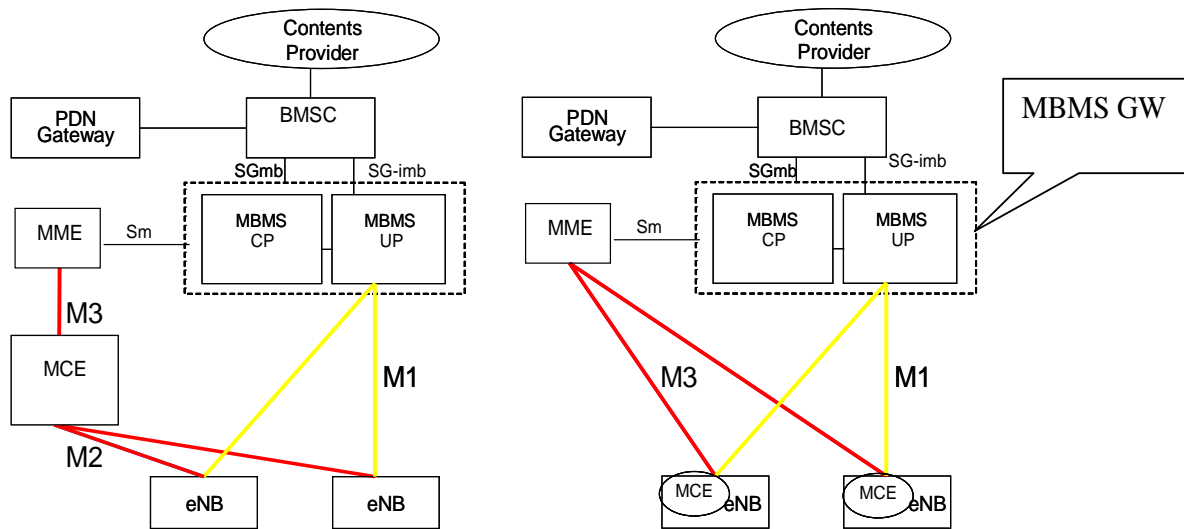 Contents
Provider
PDN
Gateway
BMSC
SGmb
SG-imb
MME
Sm
MBMS
CP
MBMS
UP
M3
MCE
M1
M2
eNB
eNB
Contents
Provider
PDN
Gateway
BMSC
MBMS GW
SGmb
SG-imb
MME
Sm
MBMS
CP
MBMS
UP
M3
M1
MCE
eNB
MCE
eNB